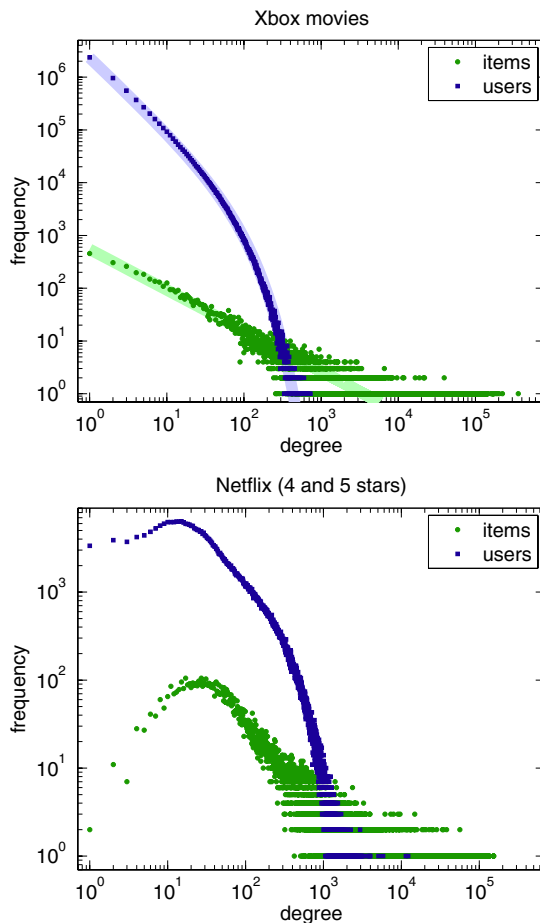 Xbox movies
items
users
frequency
10^6
10^5
10^4
10^3
10^2
10^1
10^0
10^0 10^1 10^2 10^3 10^4 10^5
degree
Netflix (4 and 5 stars)
items
users
frequency
10^3
10^2
10^1
10^0
10^0 10^1 10^2 10^3 10^4 10^5
degree